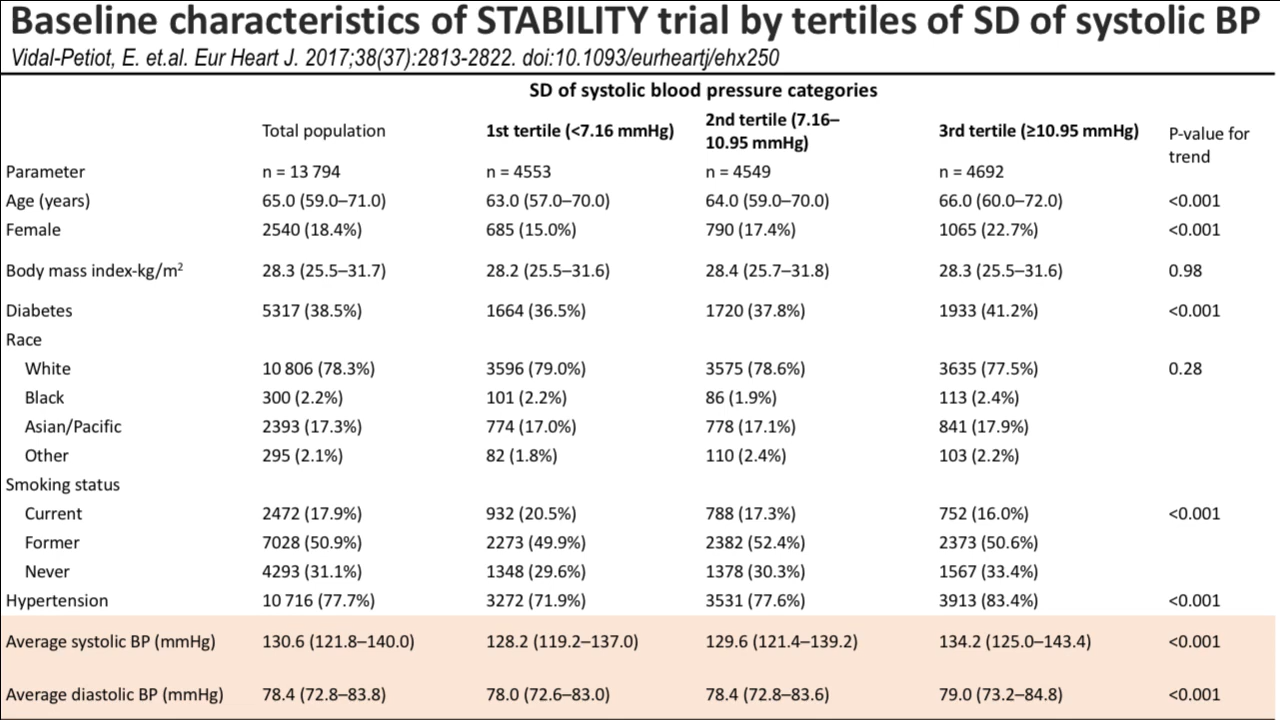 Baseline characteristics of STABILITY trial by tertiles of SD of systolic BP
Vidal-Petiot, E. et.al. Eur Heart J. 2017;38(37):2813-2822. doi:10.1093/eurheartj/ehx250
SD of systolic blood pressure categories
Total population 1st tertile (<7.16 mmHg) 2nd tertile (7.16–10.95 mmHg) 3rd tertile (≥10.95 mmHg) P-value for trend
Parameter n = 13 794 n = 4553 n = 4549 n = 4692
Age (years) 65.0 (59.0–71.0) 63.0 (57.0–70.0) 64.0 (59.0–70.0) 66.0 (60.0–72.0) <0.001
Female 2540 (18.4%) 685 (15.0%) 790 (17.4%) 1065 (22.7%) <0.001
Body mass index-kg/m² 28.3 (25.5–31.7) 28.2 (25.5–31.6) 28.4 (25.7–31.8) 28.3 (25.5–31.6) 0.98
Diabetes 5317 (38.5%) 1664 (36.5%) 1720 (37.8%) 1933 (41.2%) <0.001
Race
White 10 806 (78.3%) 3596 (79.0%) 3575 (78.6%) 3635 (77.5%) 0.28
Black 300 (2.2%) 101 (2.2%) 86 (1.9%) 113 (2.4%)
Asian/Pacific 2393 (17.3%) 774 (17.0%) 778 (17.1%) 841 (17.9%)
Other 295 (2.1%) 82 (1.8%) 110 (2.4%) 103 (2.2%)
Smoking status
Current 2472 (17.9%) 932 (20.5%) 788 (17.3%) 752 (16.0%) <0.001
Former 7028 (50.9%) 2273 (49.9%) 2382 (52.4%) 2373 (50.6%)
Never 4293 (31.1%) 1348 (29.6%) 1378 (30.3%) 1567 (33.4%)
Hypertension 10 716 (77.7%) 3272 (71.9%) 3531 (77.6%) 3913 (83.4%) <0.001
Average systolic BP (mmHg) 130.6 (121.8–140.0) 128.2 (119.2–137.0) 129.6 (121.4–139.2) 134.2 (125.0–143.4) <0.001
Average diastolic BP (mmHg) 78.4 (72.8–83.8) 78.0 (72.6–83.0) 78.4 (72.8–83.6) 79.0 (73.2–84.8) <0.001